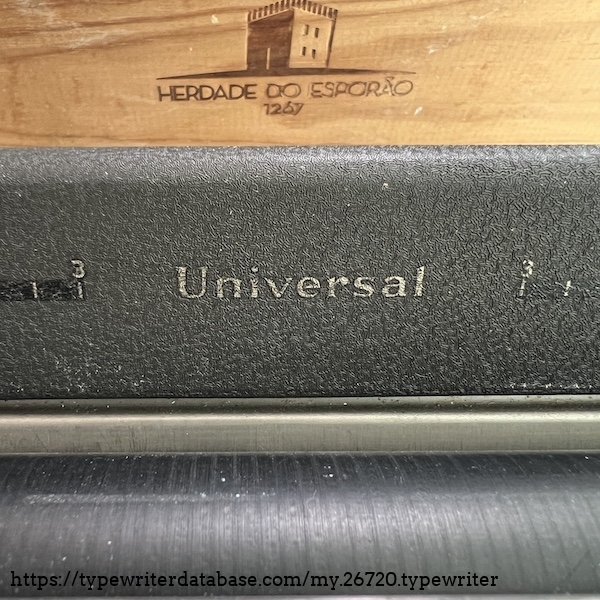 HERDADE DO ESPORÃO
1267
3 Universal 3
https://typewriterdatabase.com/my.26720.typewriter